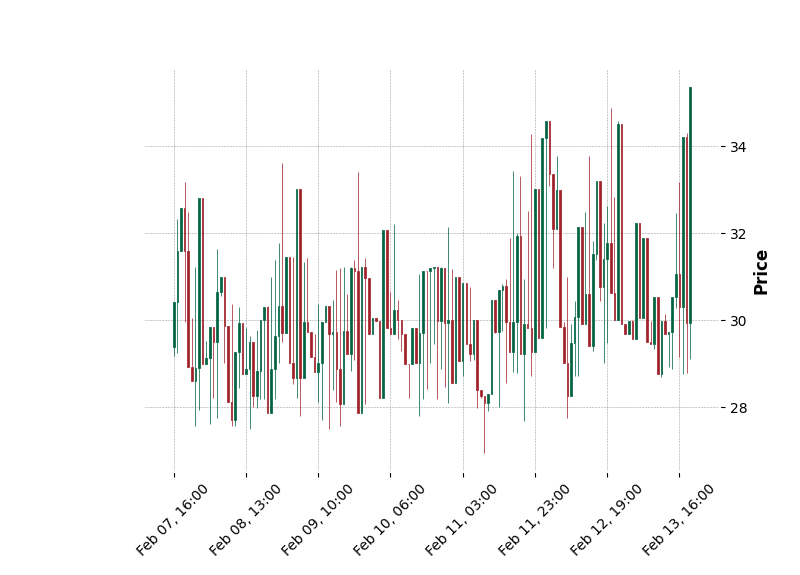 34
32
30
28
Price
Feb 07, 16:00
Feb 08, 13:00
Feb 09, 10:00
Feb 10, 06:00
Feb 11, 03:00
Feb 11, 23:00
Feb 12, 19:00
Feb 13, 16:00